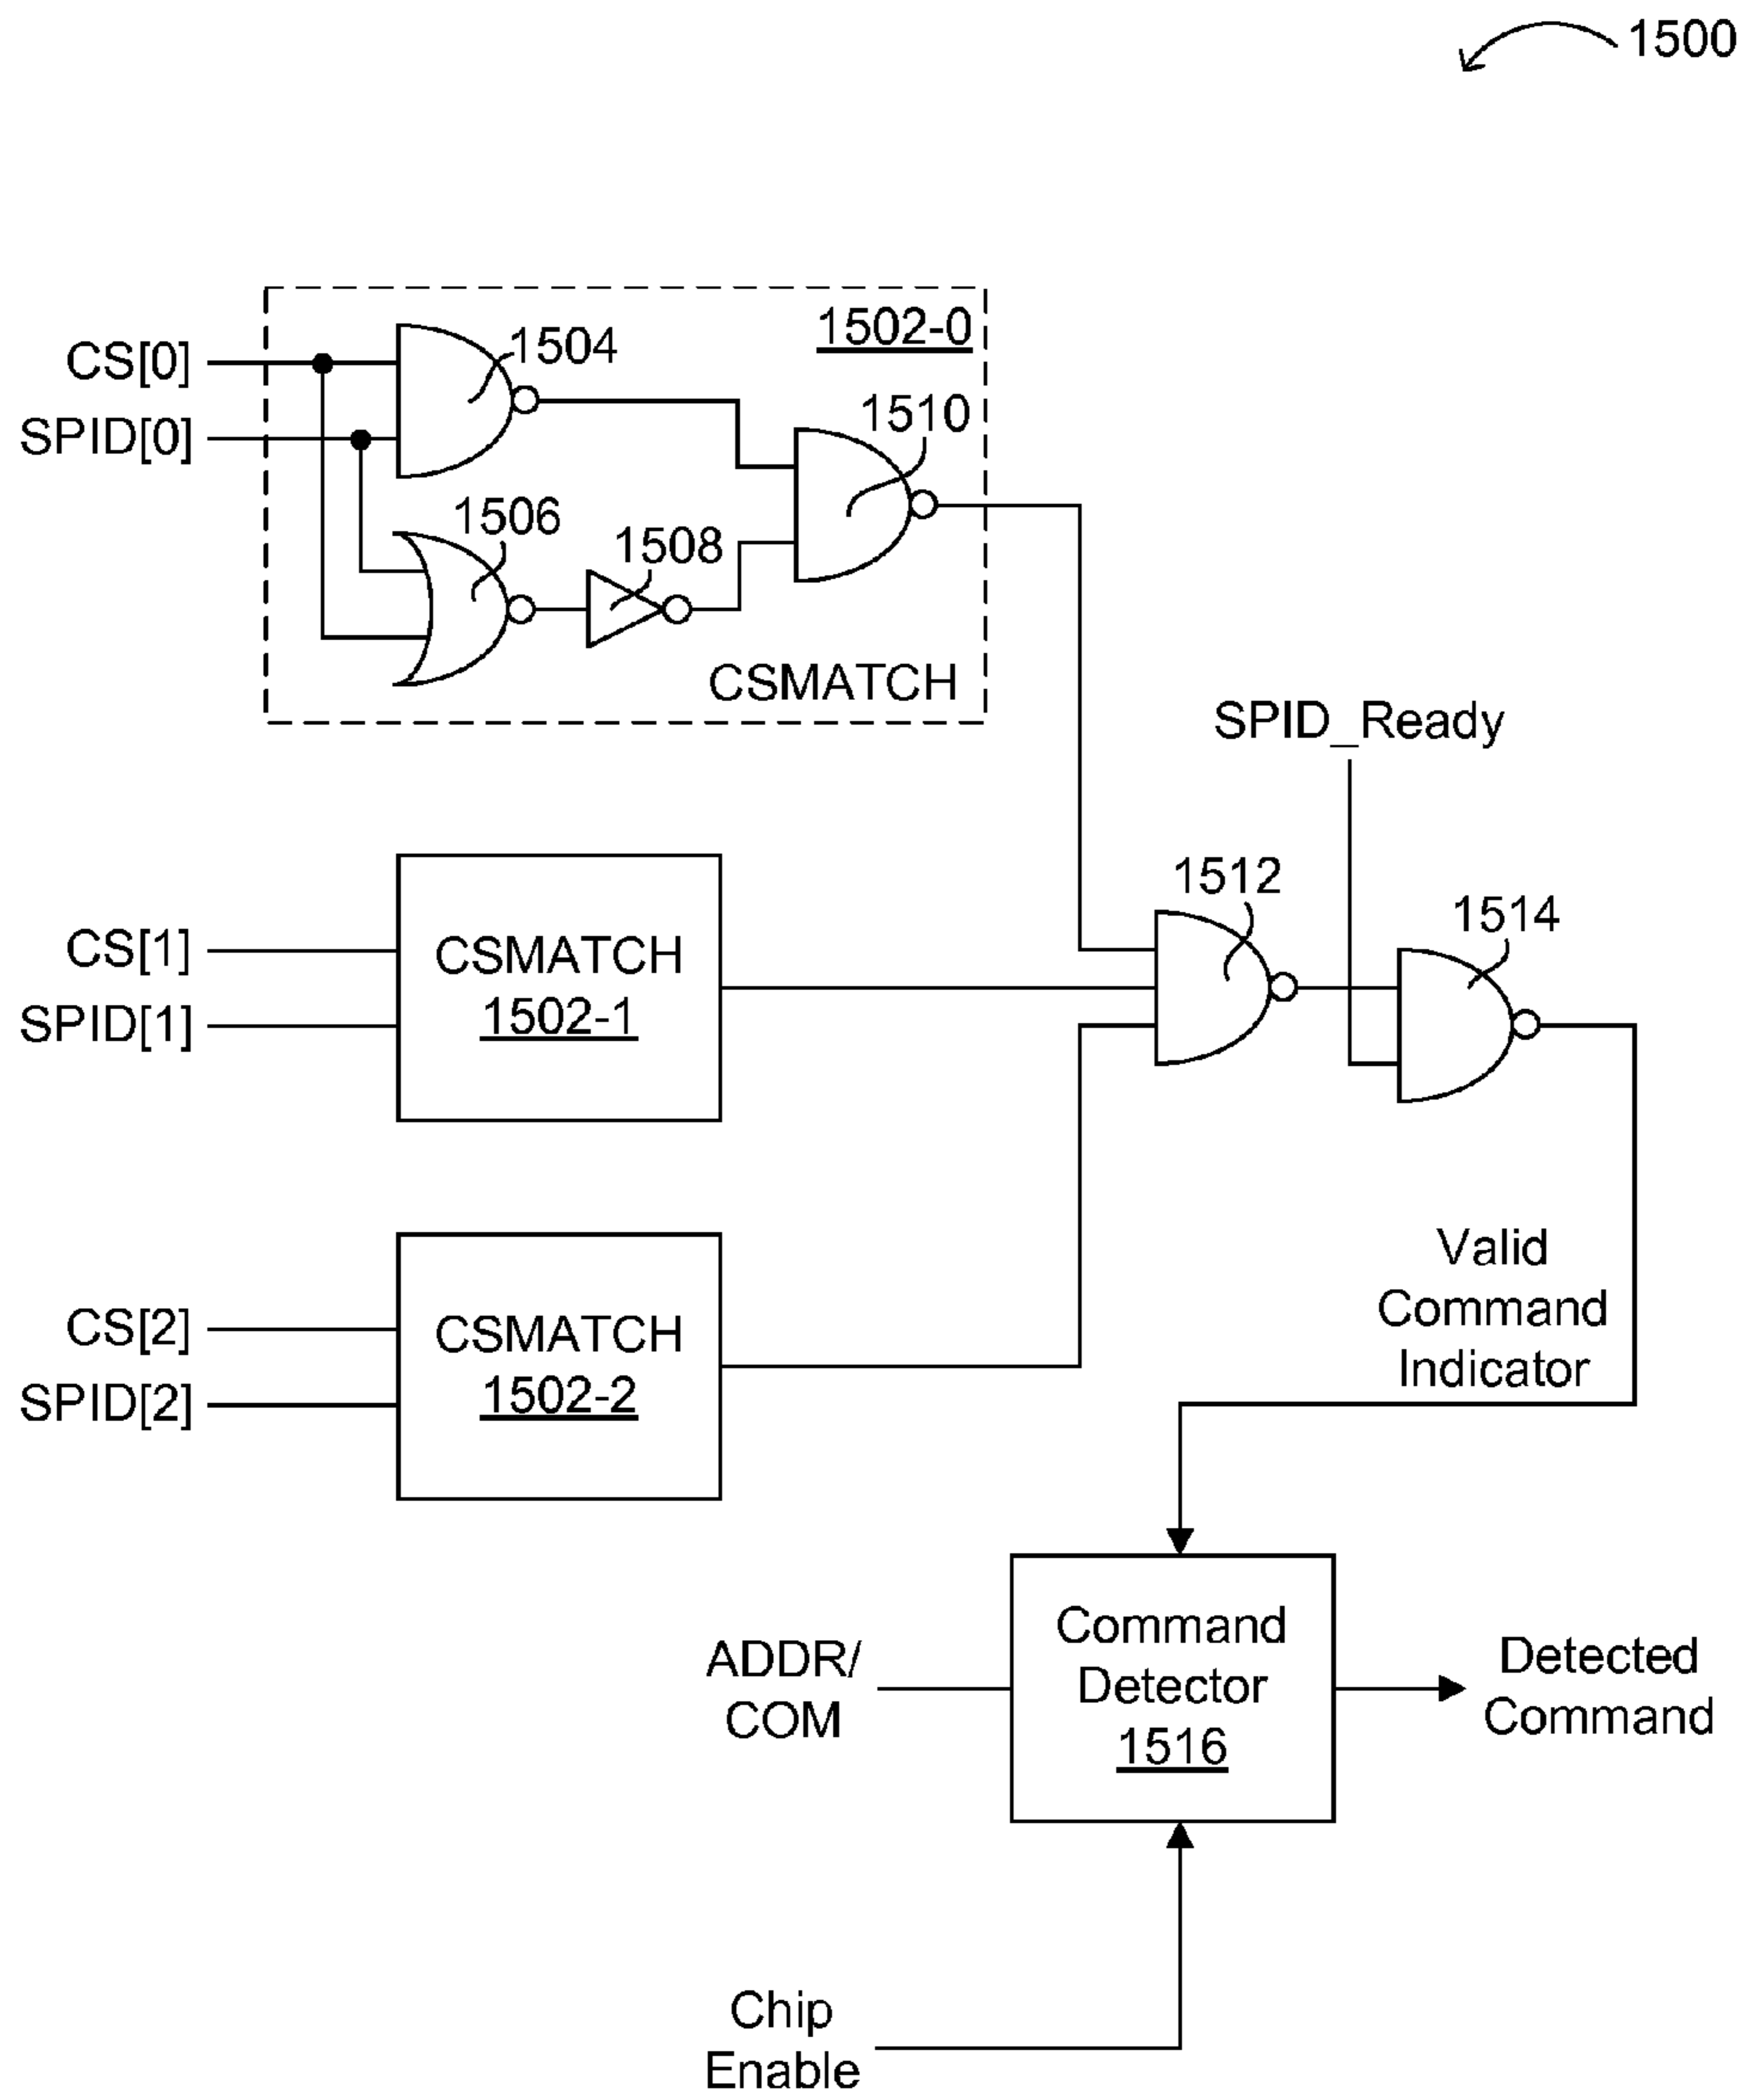 1500
1502-0
CS[0]
1504
SPID[0]
1510
1506
1508
CSMATCH
SPID_Ready
1512
1514
CS[1]
CSMATCH
SPID[1]
1502-1
Valid
Command
Indicator
CS[2]
CSMATCH
SPID[2]
1502-2
ADDR/
COM
Command
Detector
1516
Detected
Command
Chip
Enable